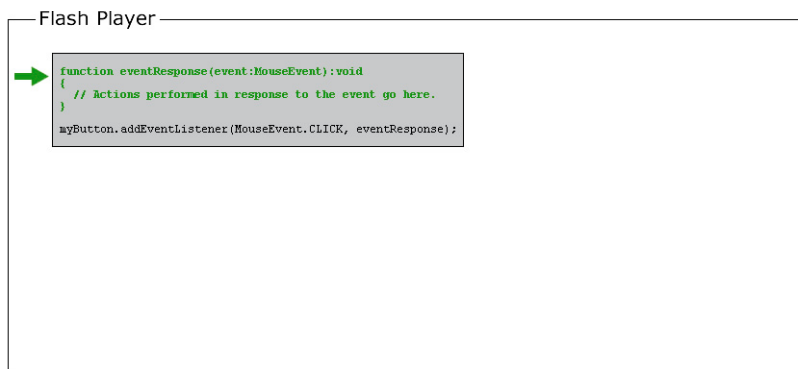 Flash Player
function eventResponse(event:MouseEvent):void
{
// Actions performed in response to the event go here.
}
myButton.addEventListener(MouseEvent.CLICK, eventResponse);